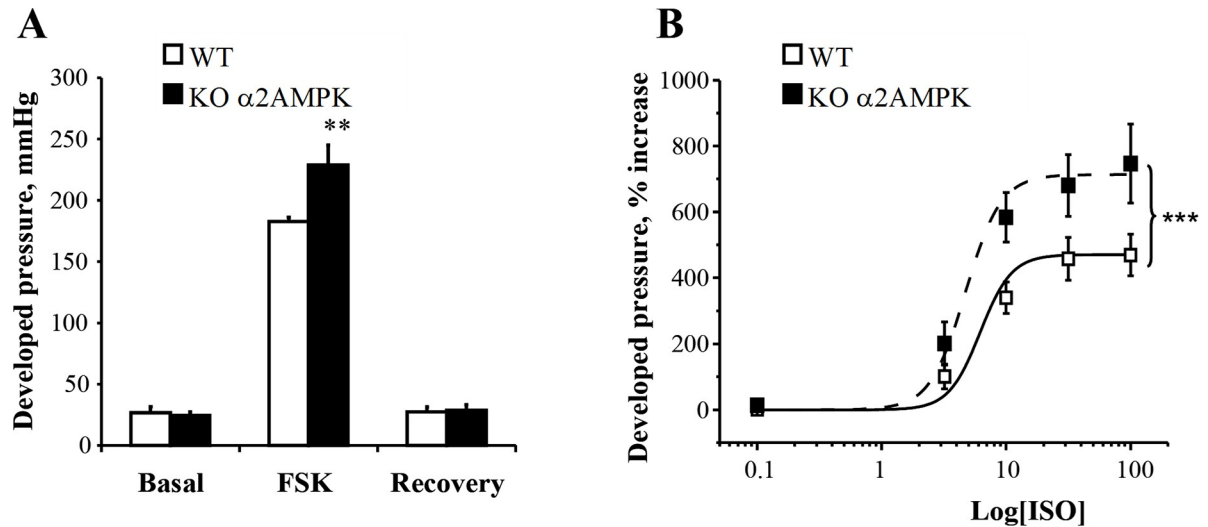 A
WT
KO α2AMPK
Developed pressure, mmHg
300
250
200
150
100
50
0
**
Basal FSK Recovery
B
WT
KO α2AMPK
Developed pressure, % increase
1000
800
600
400
200
0
***
0.1 1 10 100
Log[ISO]